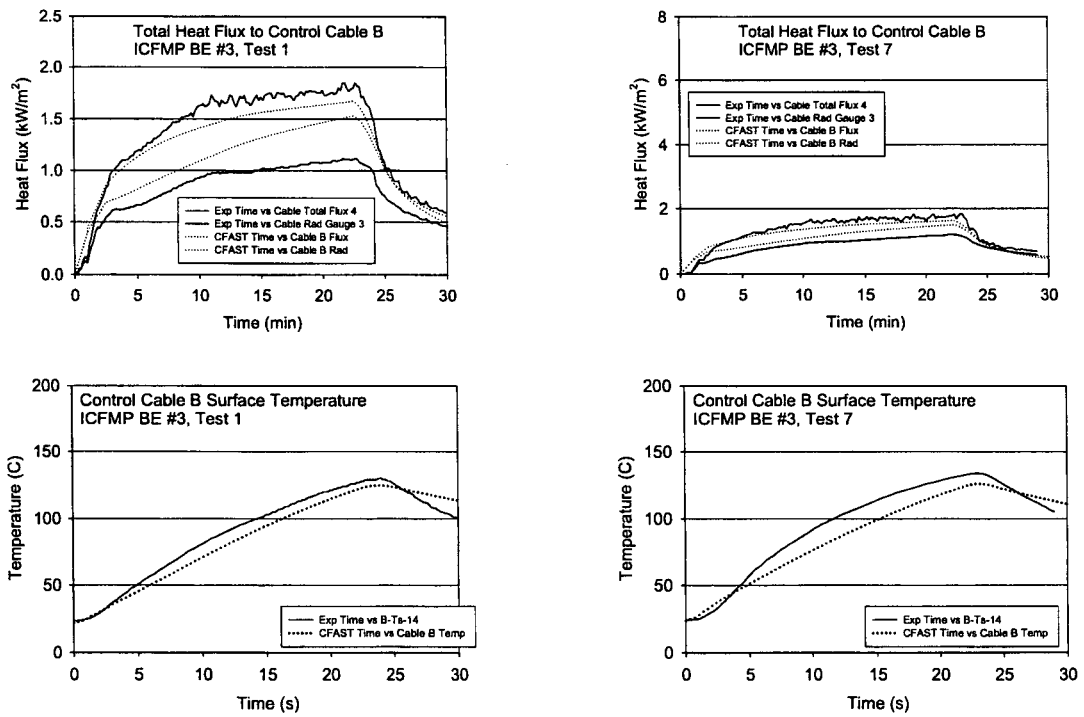 Total Heat Flux to Control Cable B
ICFMP BE #3, Test 1
Heat Flux (kW/m²)
2.5
2.0
1.5
1.0
0.5
0.0
Exp Time vs Cable Total Flux 4
Exp Time vs Cable Rad Gauge 3
CFAST Time vs Cable B Flux
CFAST Time vs Cable B Rad
0 5 10 15 20 25 30
Time (min)
Total Heat Flux to Control Cable B
ICFMP BE #3, Test 7
Heat Flux (kW/m²)
8
6
4
2
0
Exp Time vs Cable Total Flux 4
Exp Time vs Cable Rad Gauge 3
CFAST Time vs Cable B Flux
CFAST Time vs Cable B Rad
0 5 10 15 20 25 30
Time (min)
Control Cable B Surface Temperature
ICFMP BE #3, Test 1
Temperature (C)
200
150
100
50
0
Exp Time vs B-Ts-14
CFAST Time vs Cable B Temp
0 5 10 15 20 25 30
Time (s)
Control Cable B Surface Temperature
ICFMP BE #3, Test 7
Temperature (C)
200
150
100
50
0
Exp Time vs B-Ts-14
CFAST Time vs Cable B Temp
0 5 10 15 20 25 30
Time (s)